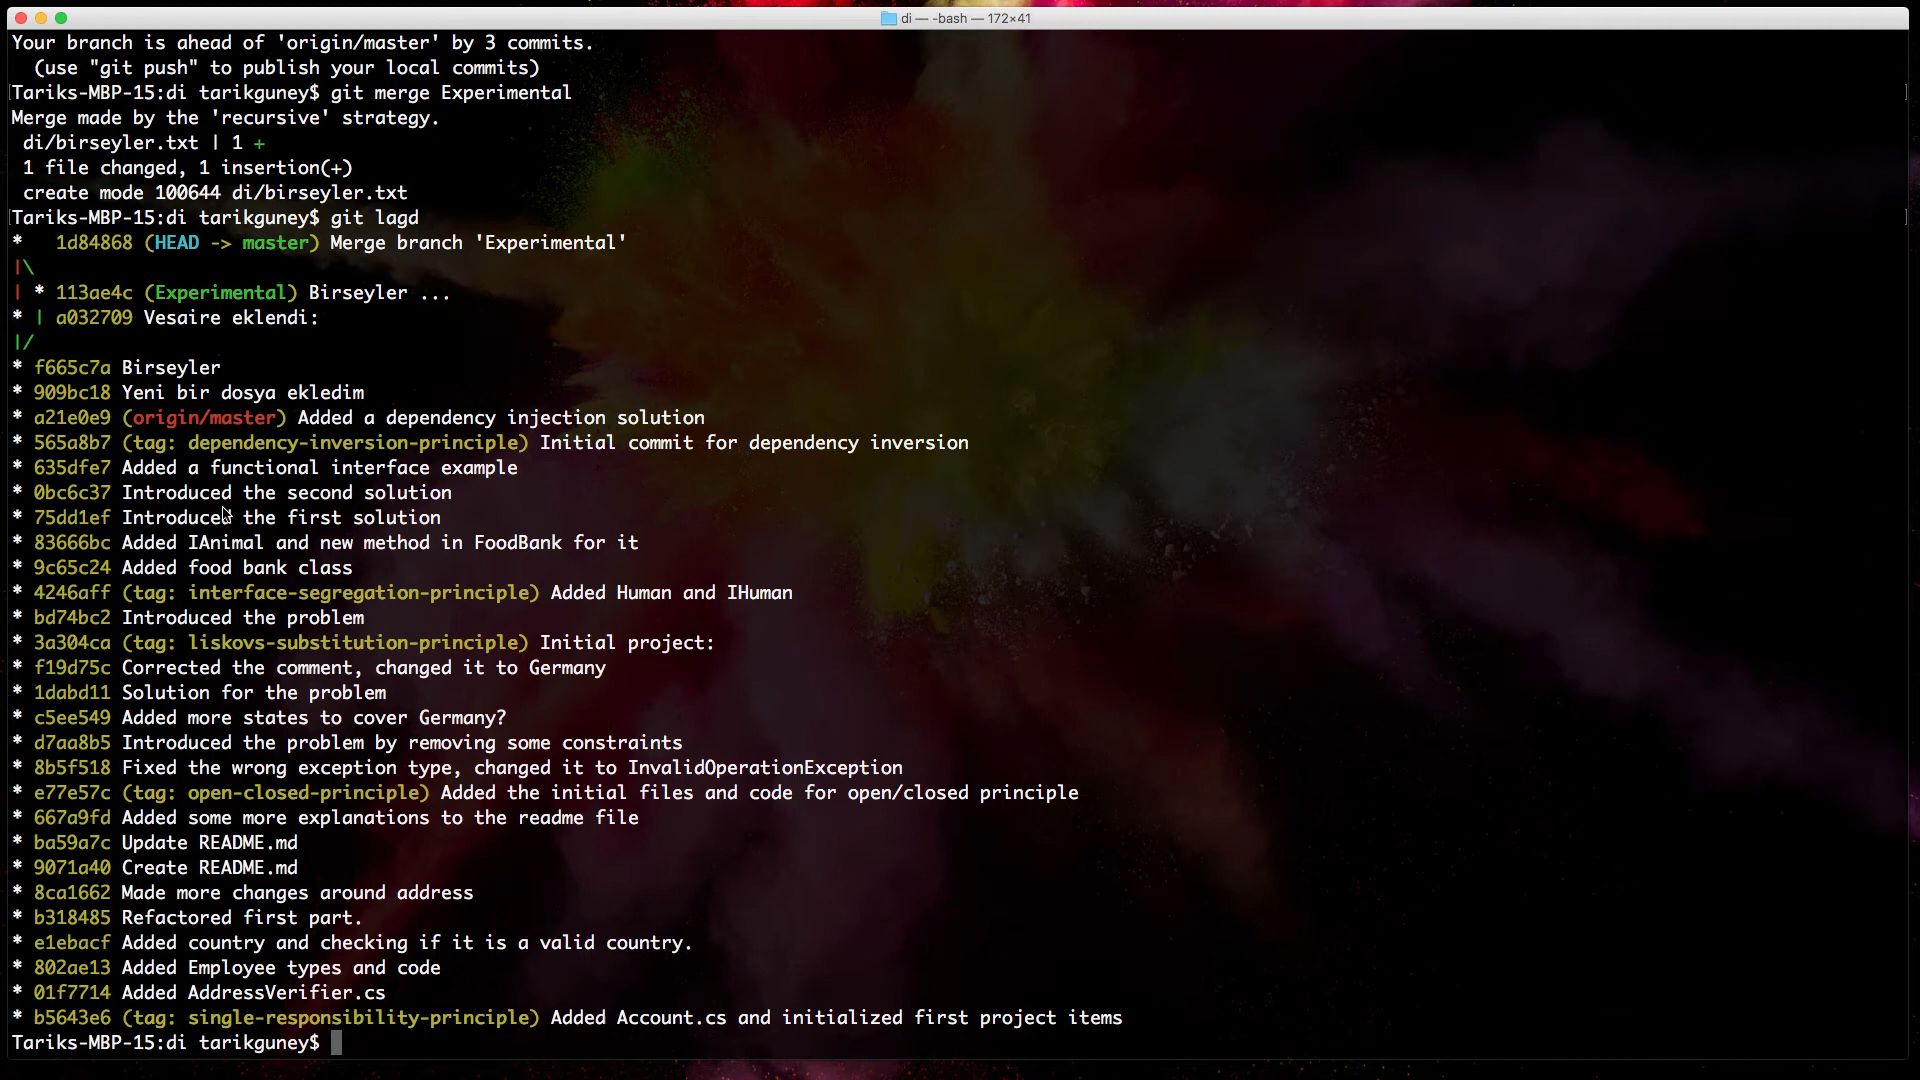 di — -bash — 172×41
Your branch is ahead of 'origin/master' by 3 commits.
  (use "git push" to publish your local commits)
[Tariks-MBP-15:di tarikguney$ git merge Experimental ]
Merge made by the 'recursive' strategy.
 di/birseyler.txt | 1 +
 1 file changed, 1 insertion(+)
 create mode 100644 di/birseyler.txt
[Tariks-MBP-15:di tarikguney$ git lagd ]
*   1d84868 (HEAD -> master) Merge branch 'Experimental'
|\
| * 113ae4c (Experimental) Birseyler ...
* | a032709 Vesaire eklendi:
|/
* f665c7a Birseyler
* 909bc18 Yeni bir dosya ekledim
* a21e0e9 (origin/master) Added a dependency injection solution
* 565a8b7 (tag: dependency-inversion-principle) Initial commit for dependency inversion
* 635dfe7 Added a functional interface example
* 0bc6c37 Introduced the second solution
* 75dd1ef Introduced the first solution
* 83666bc Added IAnimal and new method in FoodBank for it
* 9c65c24 Added food bank class
* 4246aff (tag: interface-segregation-principle) Added Human and IHuman
* bd74bc2 Introduced the problem
* 3a304ca (tag: liskovs-substitution-principle) Initial project:
* f19d75c Corrected the comment, changed it to Germany
* 1dabd11 Solution for the problem
* c5ee549 Added more states to cover Germany?
* d7aa8b5 Introduced the problem by removing some constraints
* 8b5f518 Fixed the wrong exception type, changed it to InvalidOperationException
* e77e57c (tag: open-closed-principle) Added the initial files and code for open/closed principle
* 667a9fd Added some more explanations to the readme file
* ba59a7c Update README.md
* 9071a40 Create README.md
* 8ca1662 Made more changes around address
* b318485 Refactored first part.
* e1ebacf Added country and checking if it is a valid country.
* 802ae13 Added Employee types and code
* 01f7714 Added AddressVerifier.cs
* b5643e6 (tag: single-responsibility-principle) Added Account.cs and initialized first project items
Tariks-MBP-15:di tarikguney$